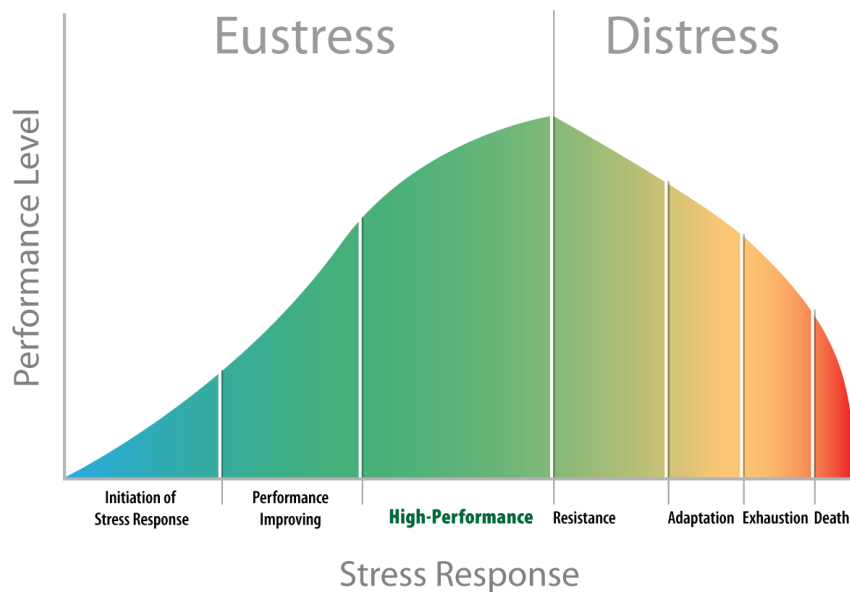 Eustress
Distress
Performance Level
Initiation of
Stress Response
Performance
Improving
High-Performance
Resistance
Adaptation
Exhaustion
Death
Stress Response